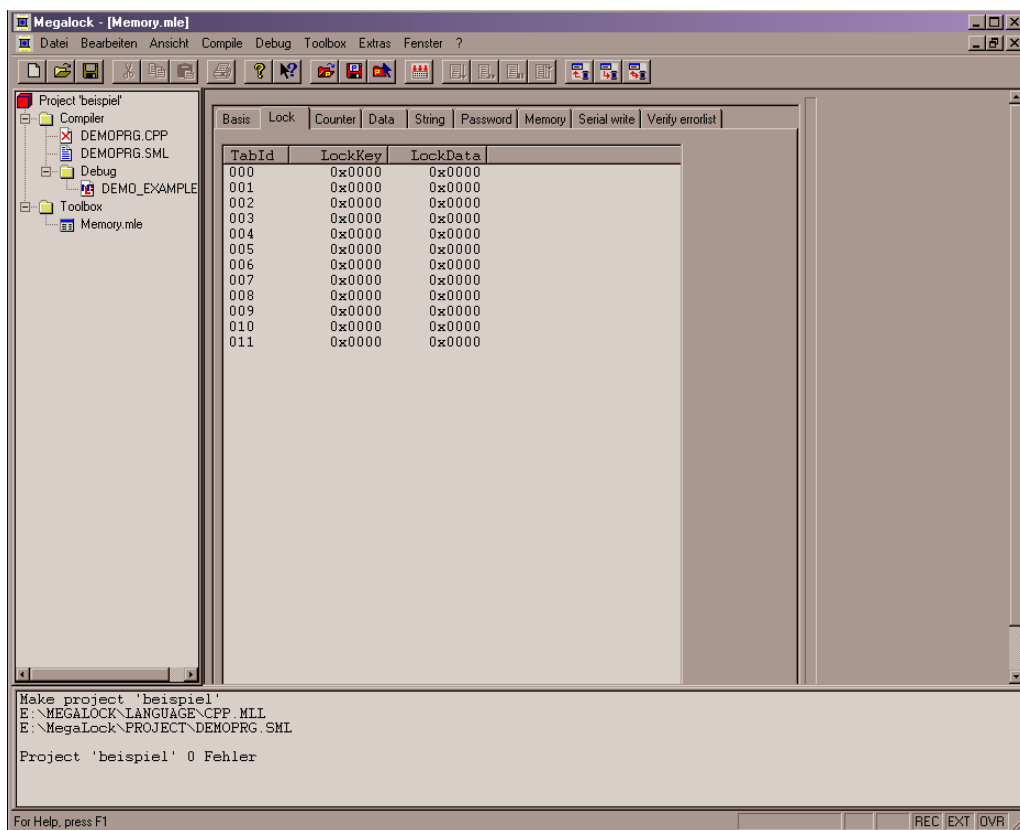 Megalock - [Memory.mle]
Datei Bearbeiten Ansicht Compile Debug Toolbox Extras Fenster ?
Project 'beispiel'
Compiler
DEMOPRG.CPP
DEMOPRG.SML
Debug
DEMO_EXAMPLE
Toolbox
Memory.mle
Basis Lock Counter Data String Password Memory Serial write Verify errorlist
TabId LockKey LockData
000 0x0000 0x0000
001 0x0000 0x0000
002 0x0000 0x0000
003 0x0000 0x0000
004 0x0000 0x0000
005 0x0000 0x0000
006 0x0000 0x0000
007 0x0000 0x0000
008 0x0000 0x0000
009 0x0000 0x0000
010 0x0000 0x0000
011 0x0000 0x0000
Make project 'beispiel'
E:\MEGALOCK\LANGUAGE\CPP.MLL
E:\MegaLock\PROJECT\DEMOPRG.SML
Project 'beispiel' 0 Fehler
For Help, press F1
REC EXT OVR